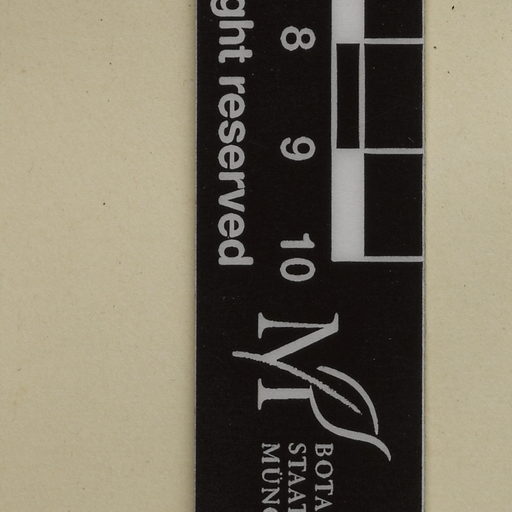 ght reserved
8
9
10
M
BOTA
STAAT
MÜNC